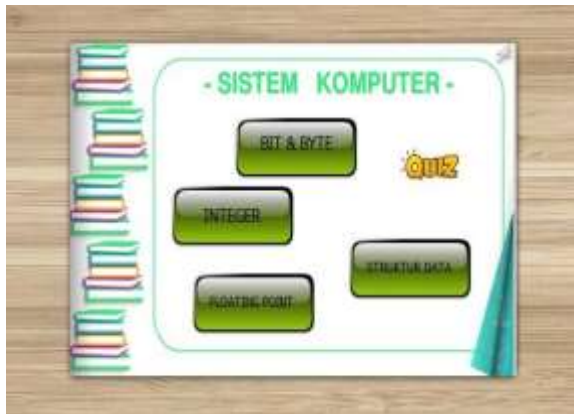 - SISTEM KOMPUTER -
BIT & BYTE
QUIZ
INTEGER
STRUKTUR DATA
FLOATING POINT